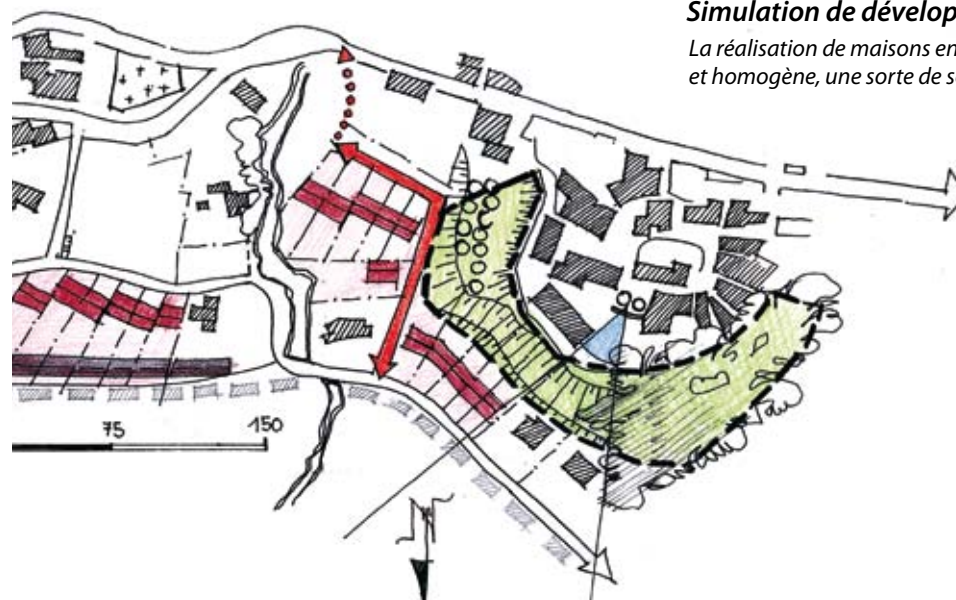 Simulation de dévelop
La réalisation de maisons en
et homogène, une sorte de s
75
150
N